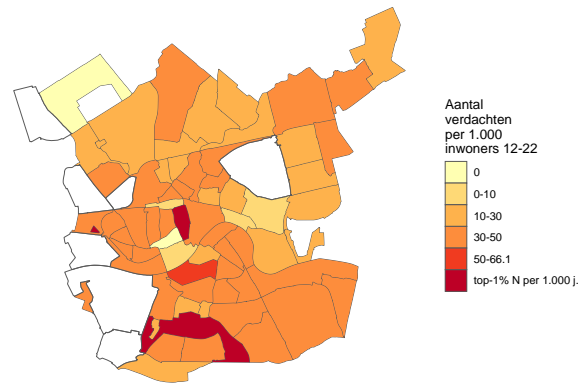 Aantal
verdachten
per 1.000
inwoners 12-22
0
0-10
10-30
30-50
50-66.1
top-1% N per 1.000 j.